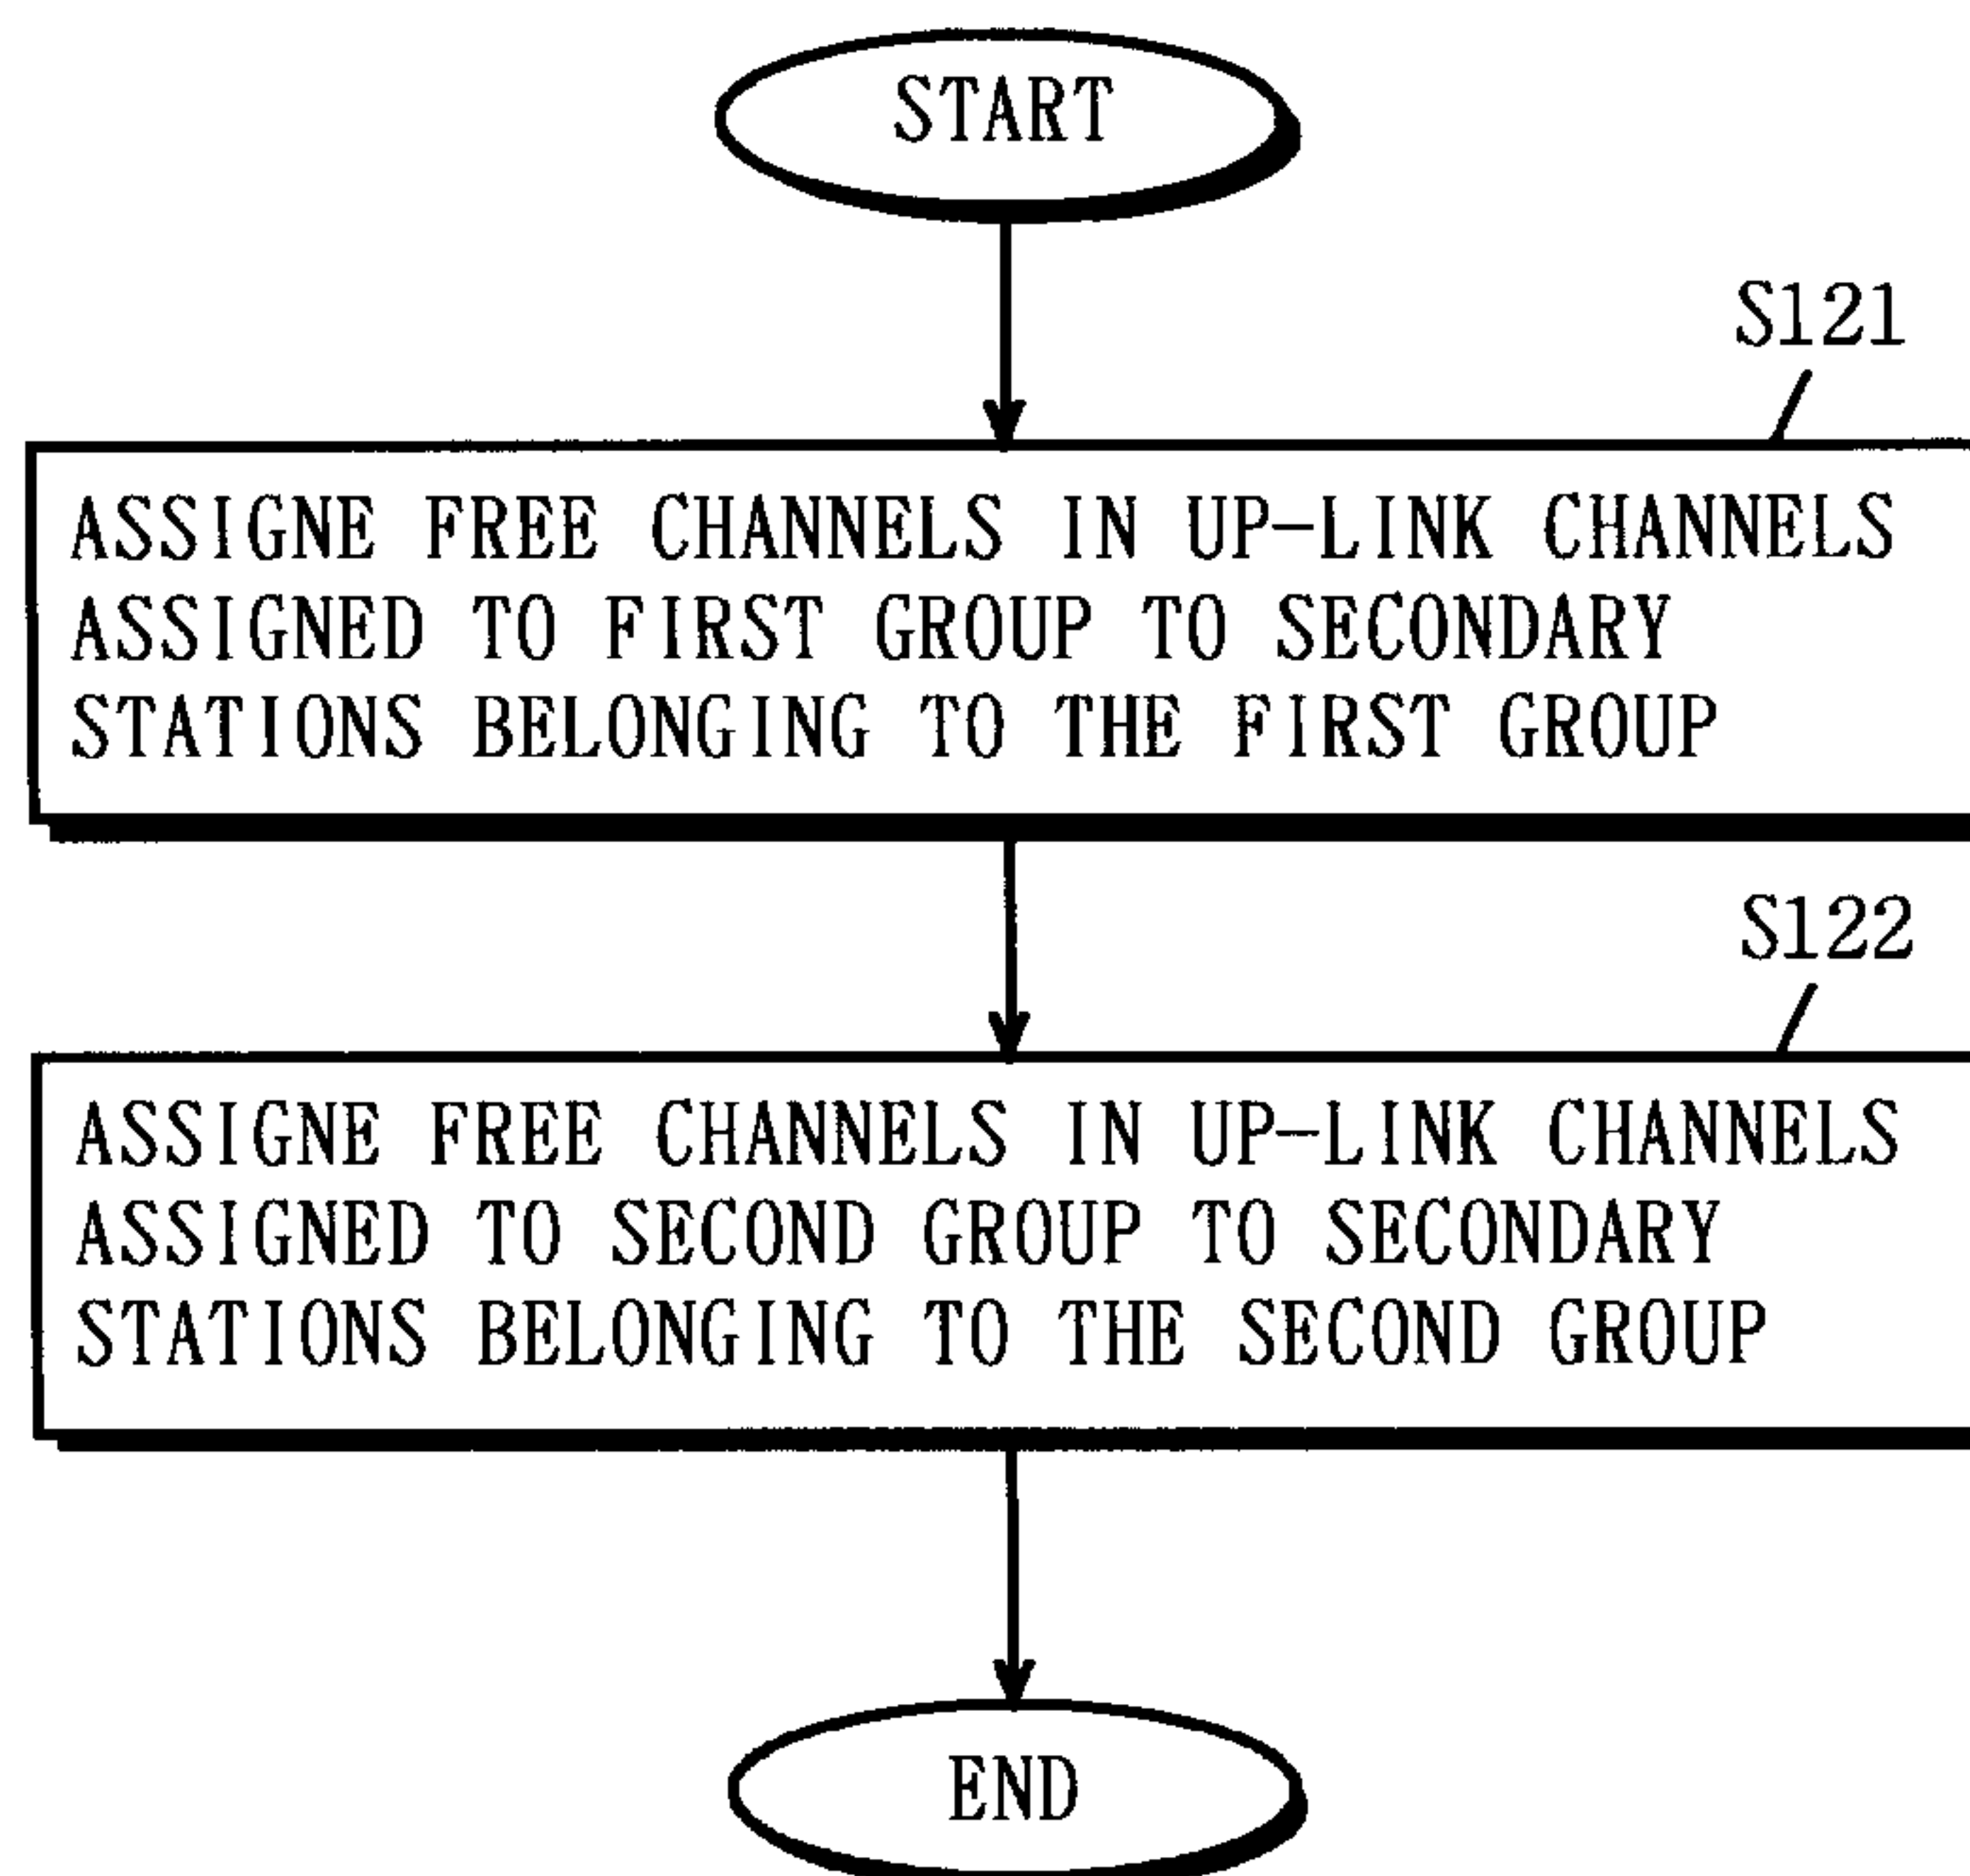 START
S121
ASSIGNE FREE CHANNELS IN UP-LINK CHANNELS
ASSIGNED TO FIRST GROUP TO SECONDARY
STATIONS BELONGING TO THE FIRST GROUP
S122
ASSIGNE FREE CHANNELS IN UP-LINK CHANNELS
ASSIGNED TO SECOND GROUP TO SECONDARY
STATIONS BELONGING TO THE SECOND GROUP
END